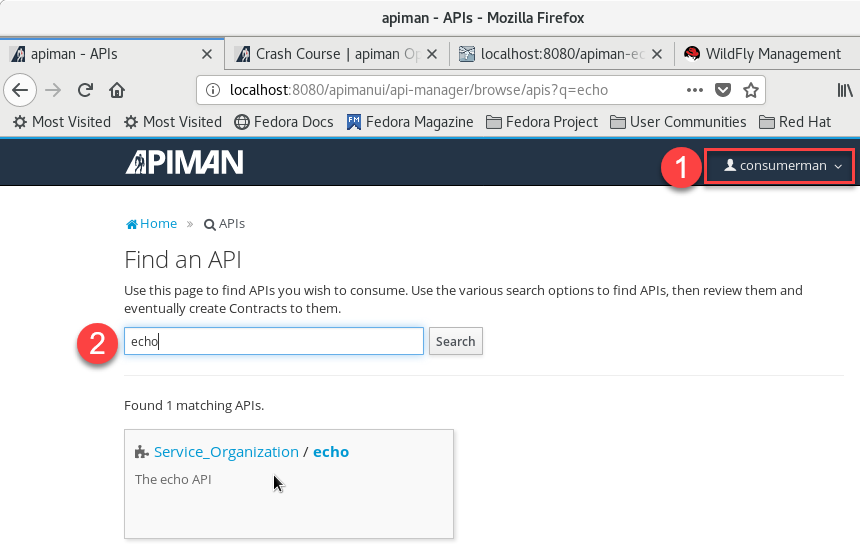 apiman - APIs - Mozilla Firefox
apiman - APIs
Crash Course | apiman Op
localhost:8080/apiman-ec
WildFly Management
localhost:8080/apimanui/api-manager/browse/apis?q=echo
Most Visited Most Visited Fedora Docs Fedora Magazine Fedora Project User Communities Red Hat
APIMAN
1 consumerman
Home » APIs
Find an API
Use this page to find APIs you wish to consume. Use the various search options to find APIs, then review them and
eventually create Contracts to them.
2 echo Search
Found 1 matching APIs.
Service_Organization / echo
The echo API